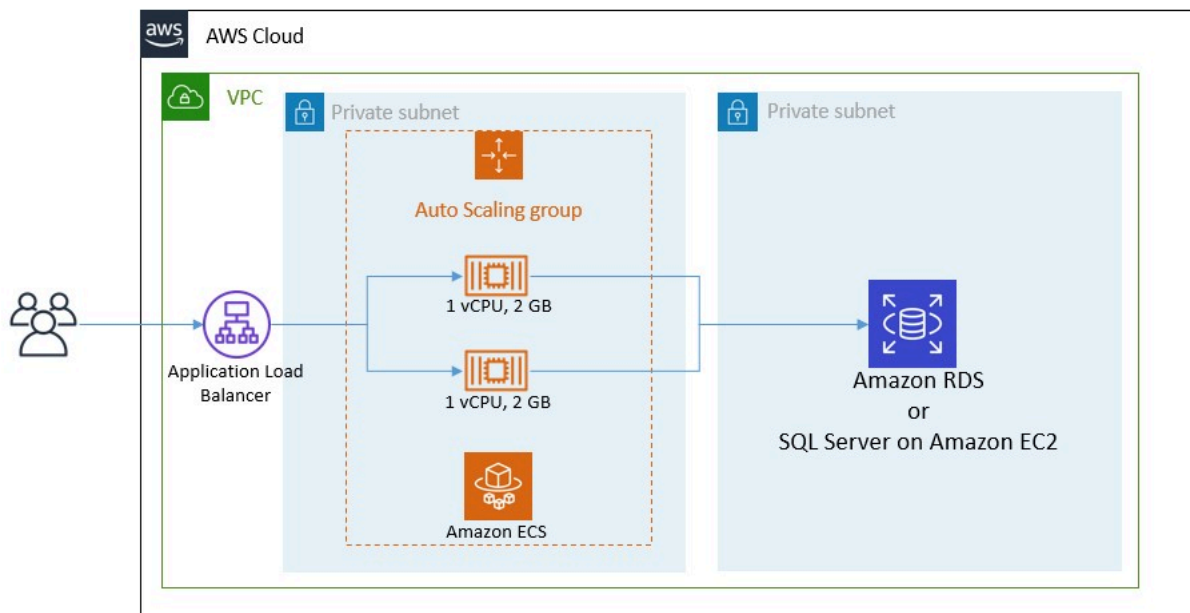 aws
AWS Cloud
VPC
Private subnet
Private subnet
Auto Scaling group
1 vCPU, 2 GB
Application Load
Balancer
1 vCPU, 2 GB
Amazon ECS
Amazon RDS
or
SQL Server on Amazon EC2